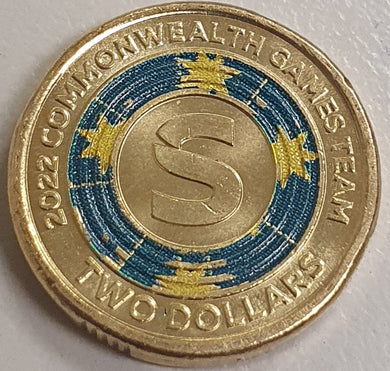 2022 COMMONWEALTH GAMES TEAM
S
TWO DOLLARS